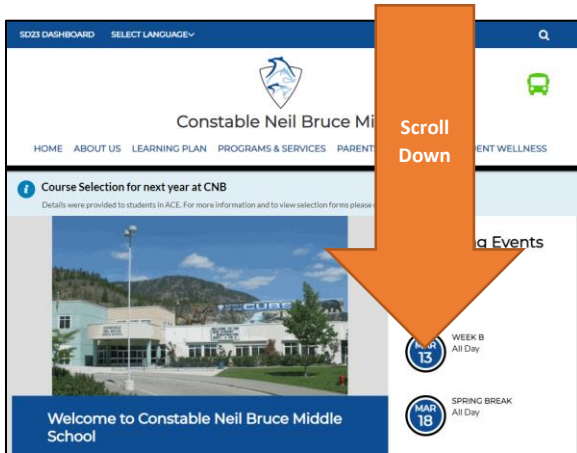 SD23 DASHBOARD SELECT LANGUAGE
Constable Neil Bruce Mi
HOME ABOUT US LEARNING PLAN PROGRAMS & SERVICES PARENTS ENT WELLNESS
Scroll
Down
Course Selection for next year at CNB
Details were provided to students in ACE. For more information and to view selection forms please
g Events
CUBS
MAR
13
WEEK B
All Day
MAR
18
SPRING BREAK
All Day
Welcome to Constable Neil Bruce Middle
School